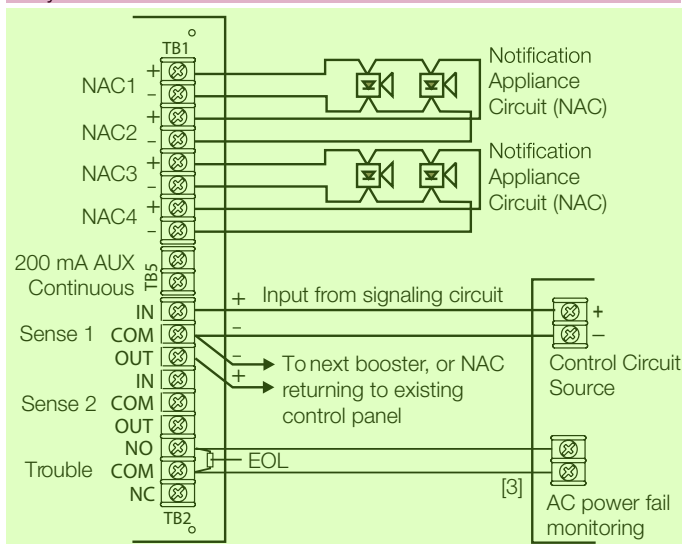 TB1
NAC1 + –
NAC2 + –
NAC3 + –
NAC4 + –
Notification
Appliance
Circuit (NAC)
Notification
Appliance
Circuit (NAC)
200 mA AUX
Continuous
TB5
Sense 1
IN
COM
OUT
+ Input from signaling circuit +
– –
Control Circuit
Source
– To next booster, or NAC
+ returning to existing
control panel
Sense 2
IN
COM
OUT
Trouble
NO
COM
NC
EOL
[3]
AC power fail
monitoring
TB2